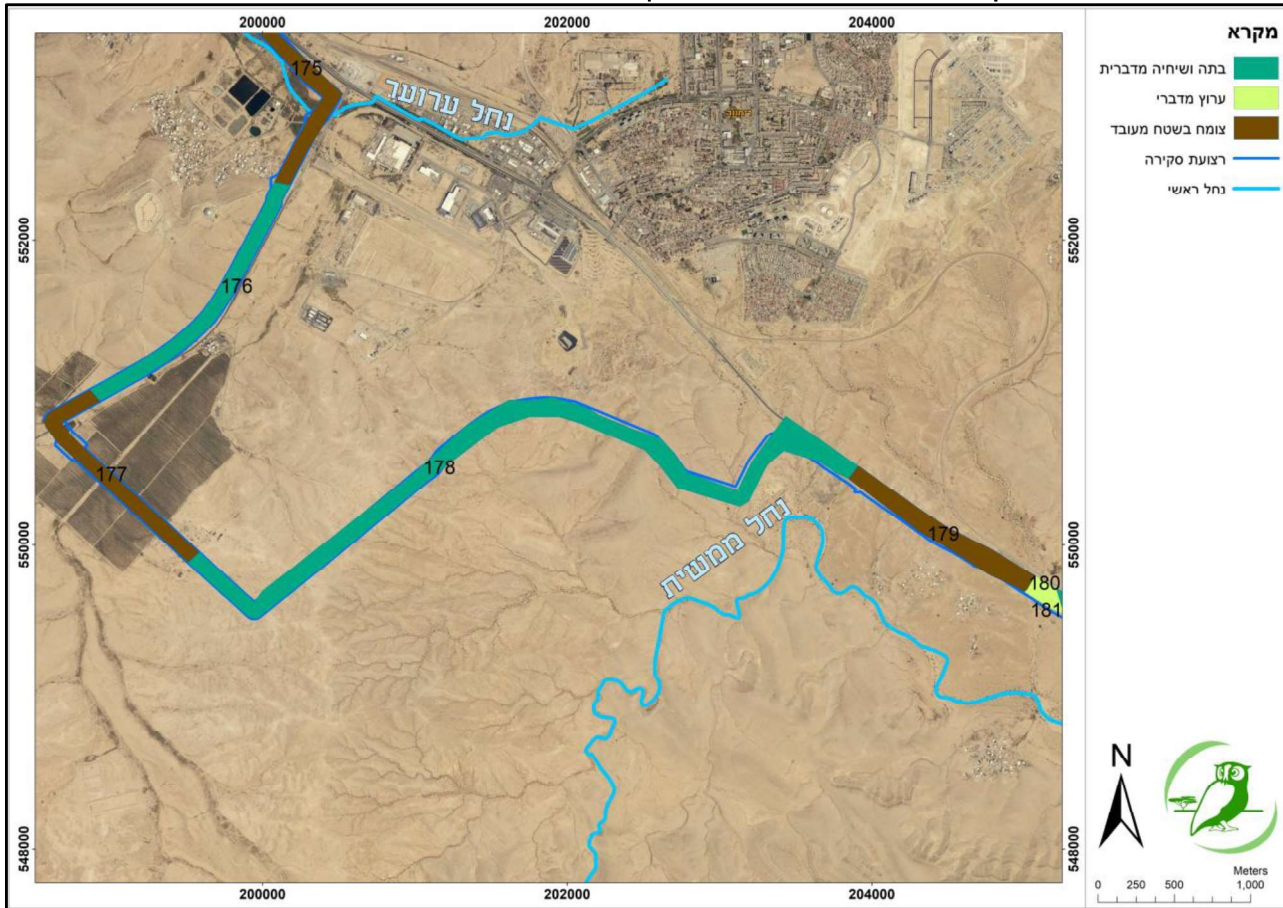 200000 202000 204000
מקרא
בתה ושיחיה מדברית
ערוץ מדברי
צומח בשטח מעובד
רצועת סקירה
נחל ראשי
175
נחל ערוער
דימונה
552000 552000
176
177
178
נחל ממשית
550000 550000
179
180
181
N
548000 548000
Meters
0 250 500 1,000
200000 202000 204000